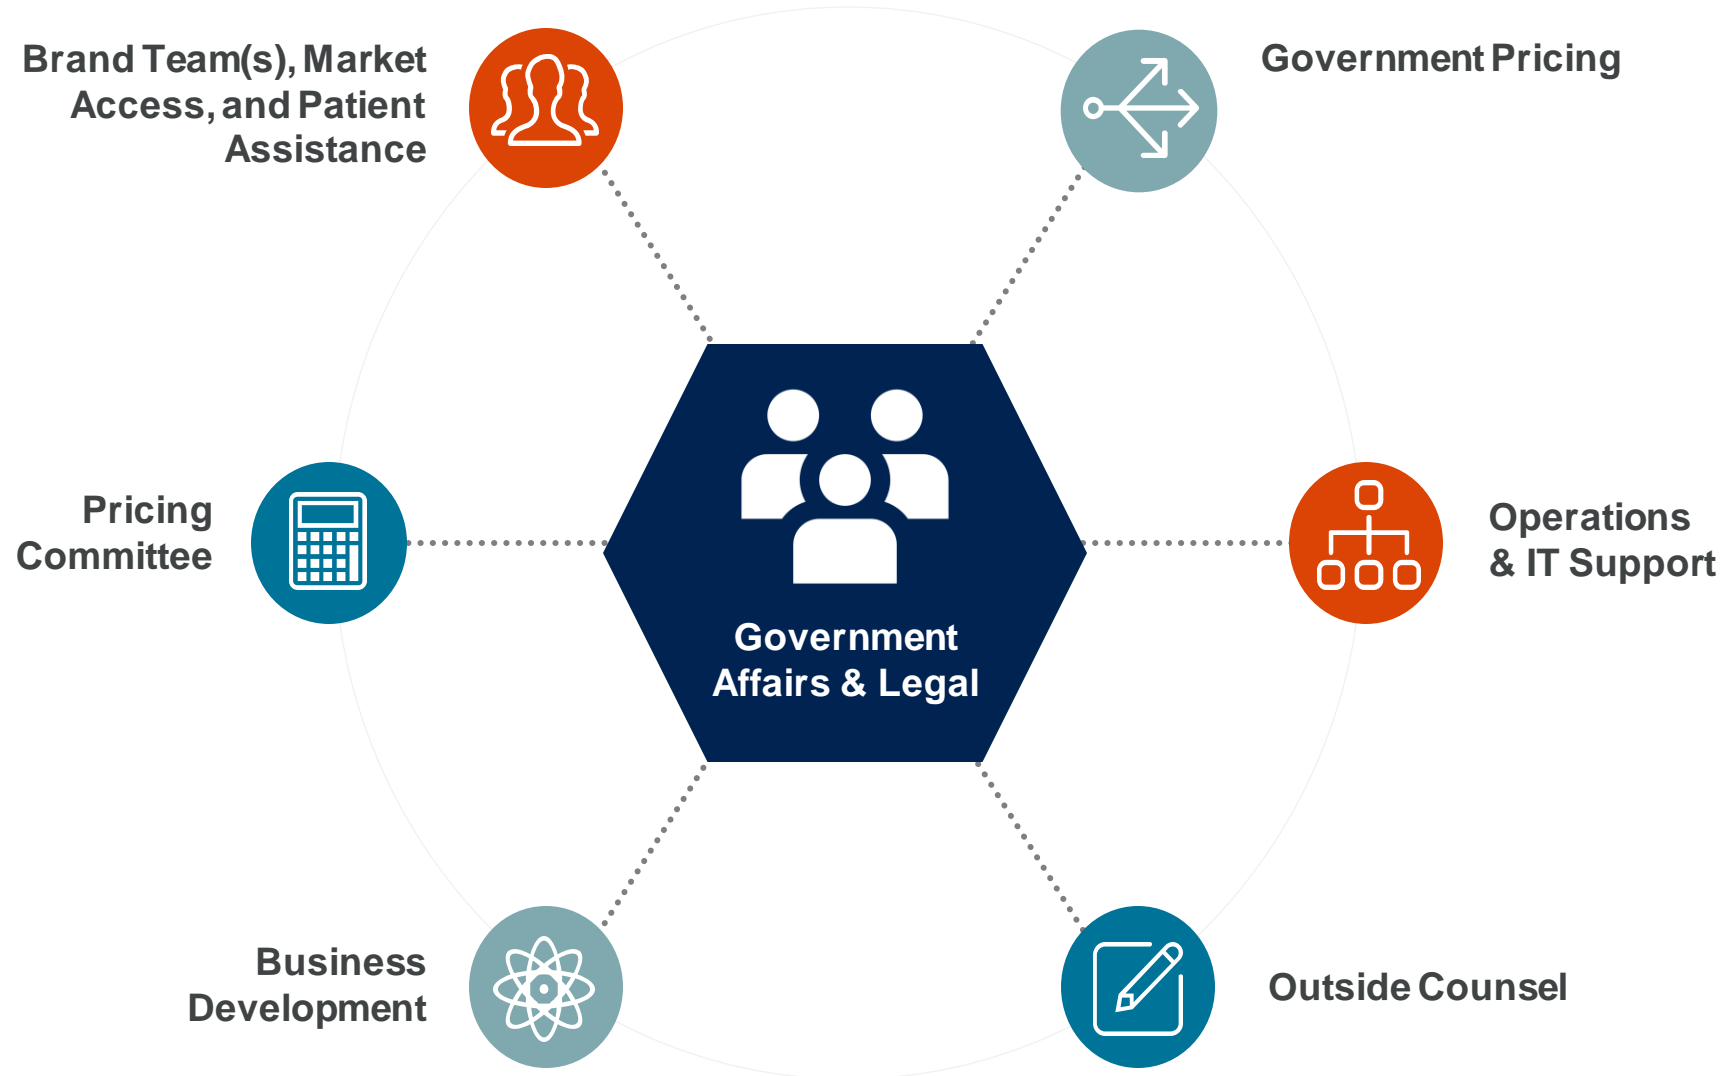 Brand Team(s), Market
Access, and Patient
Assistance
Government Pricing
Pricing
Committee
Government
Affairs & Legal
Operations
& IT Support
Business
Development
Outside Counsel